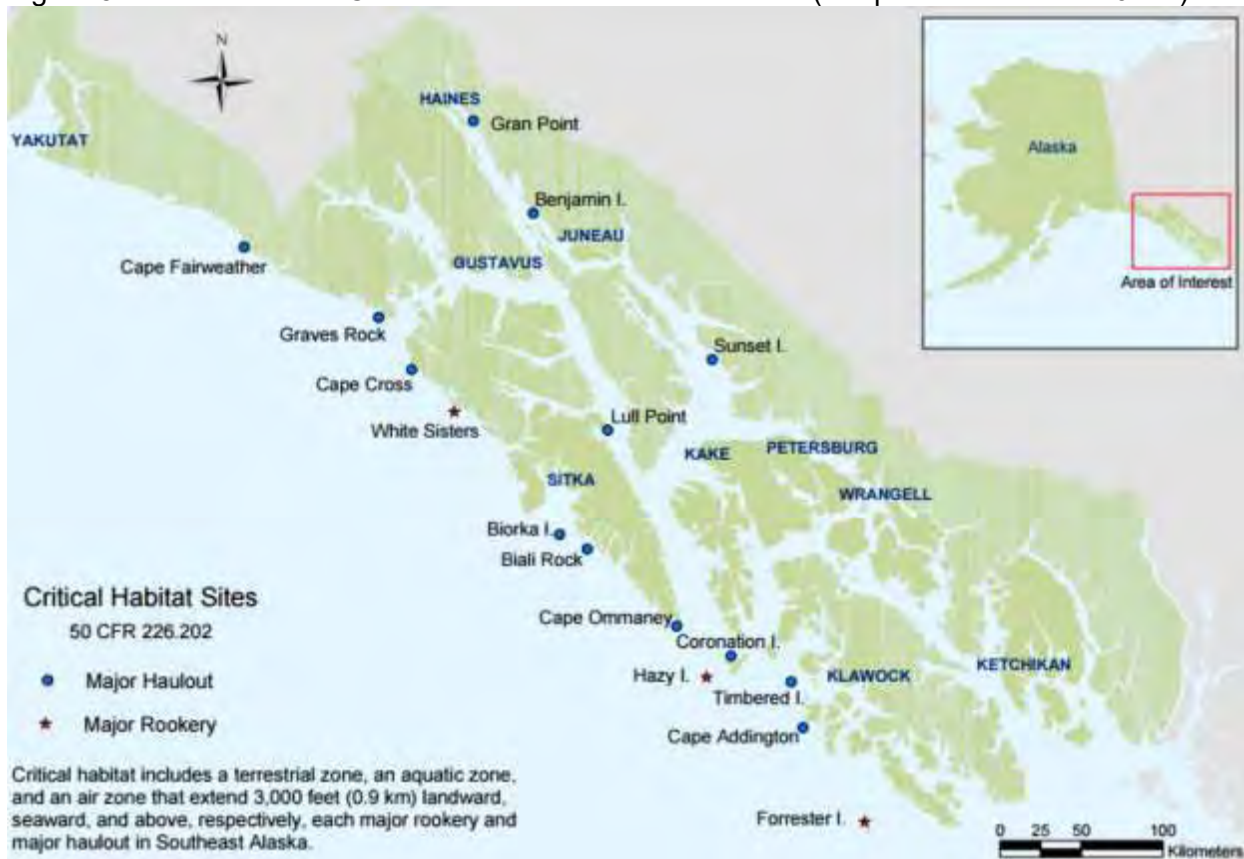 N
HAINES
Gran Point
YAKUTAT
Alaska
Benjamin I.
JUNEAU
GUSTAVUS
Cape Fairweather
Area of Interest
Graves Rock
Sunset I.
Cape Cross
Lull Point
White Sisters
KAKE
PETERSBURG
SITKA
WRANGELL
Biorka I.
Biali Rock
Critical Habitat Sites
50 CFR 226.202
Cape Ommaney
Coronation I.
Hazy I.
KLAWOCK
KETCHIKAN
Major Haulout
Timbered I.
Major Rookery
Cape Addington
Critical habitat includes a terrestrial zone, an aquatic zone,
and an air zone that extend 3,000 feet (0.9 km) landward,
seaward, and above, respectively, each major rookery and
major haulout in Southeast Alaska.
Forrester I.
0 25 50 100
Kilometers